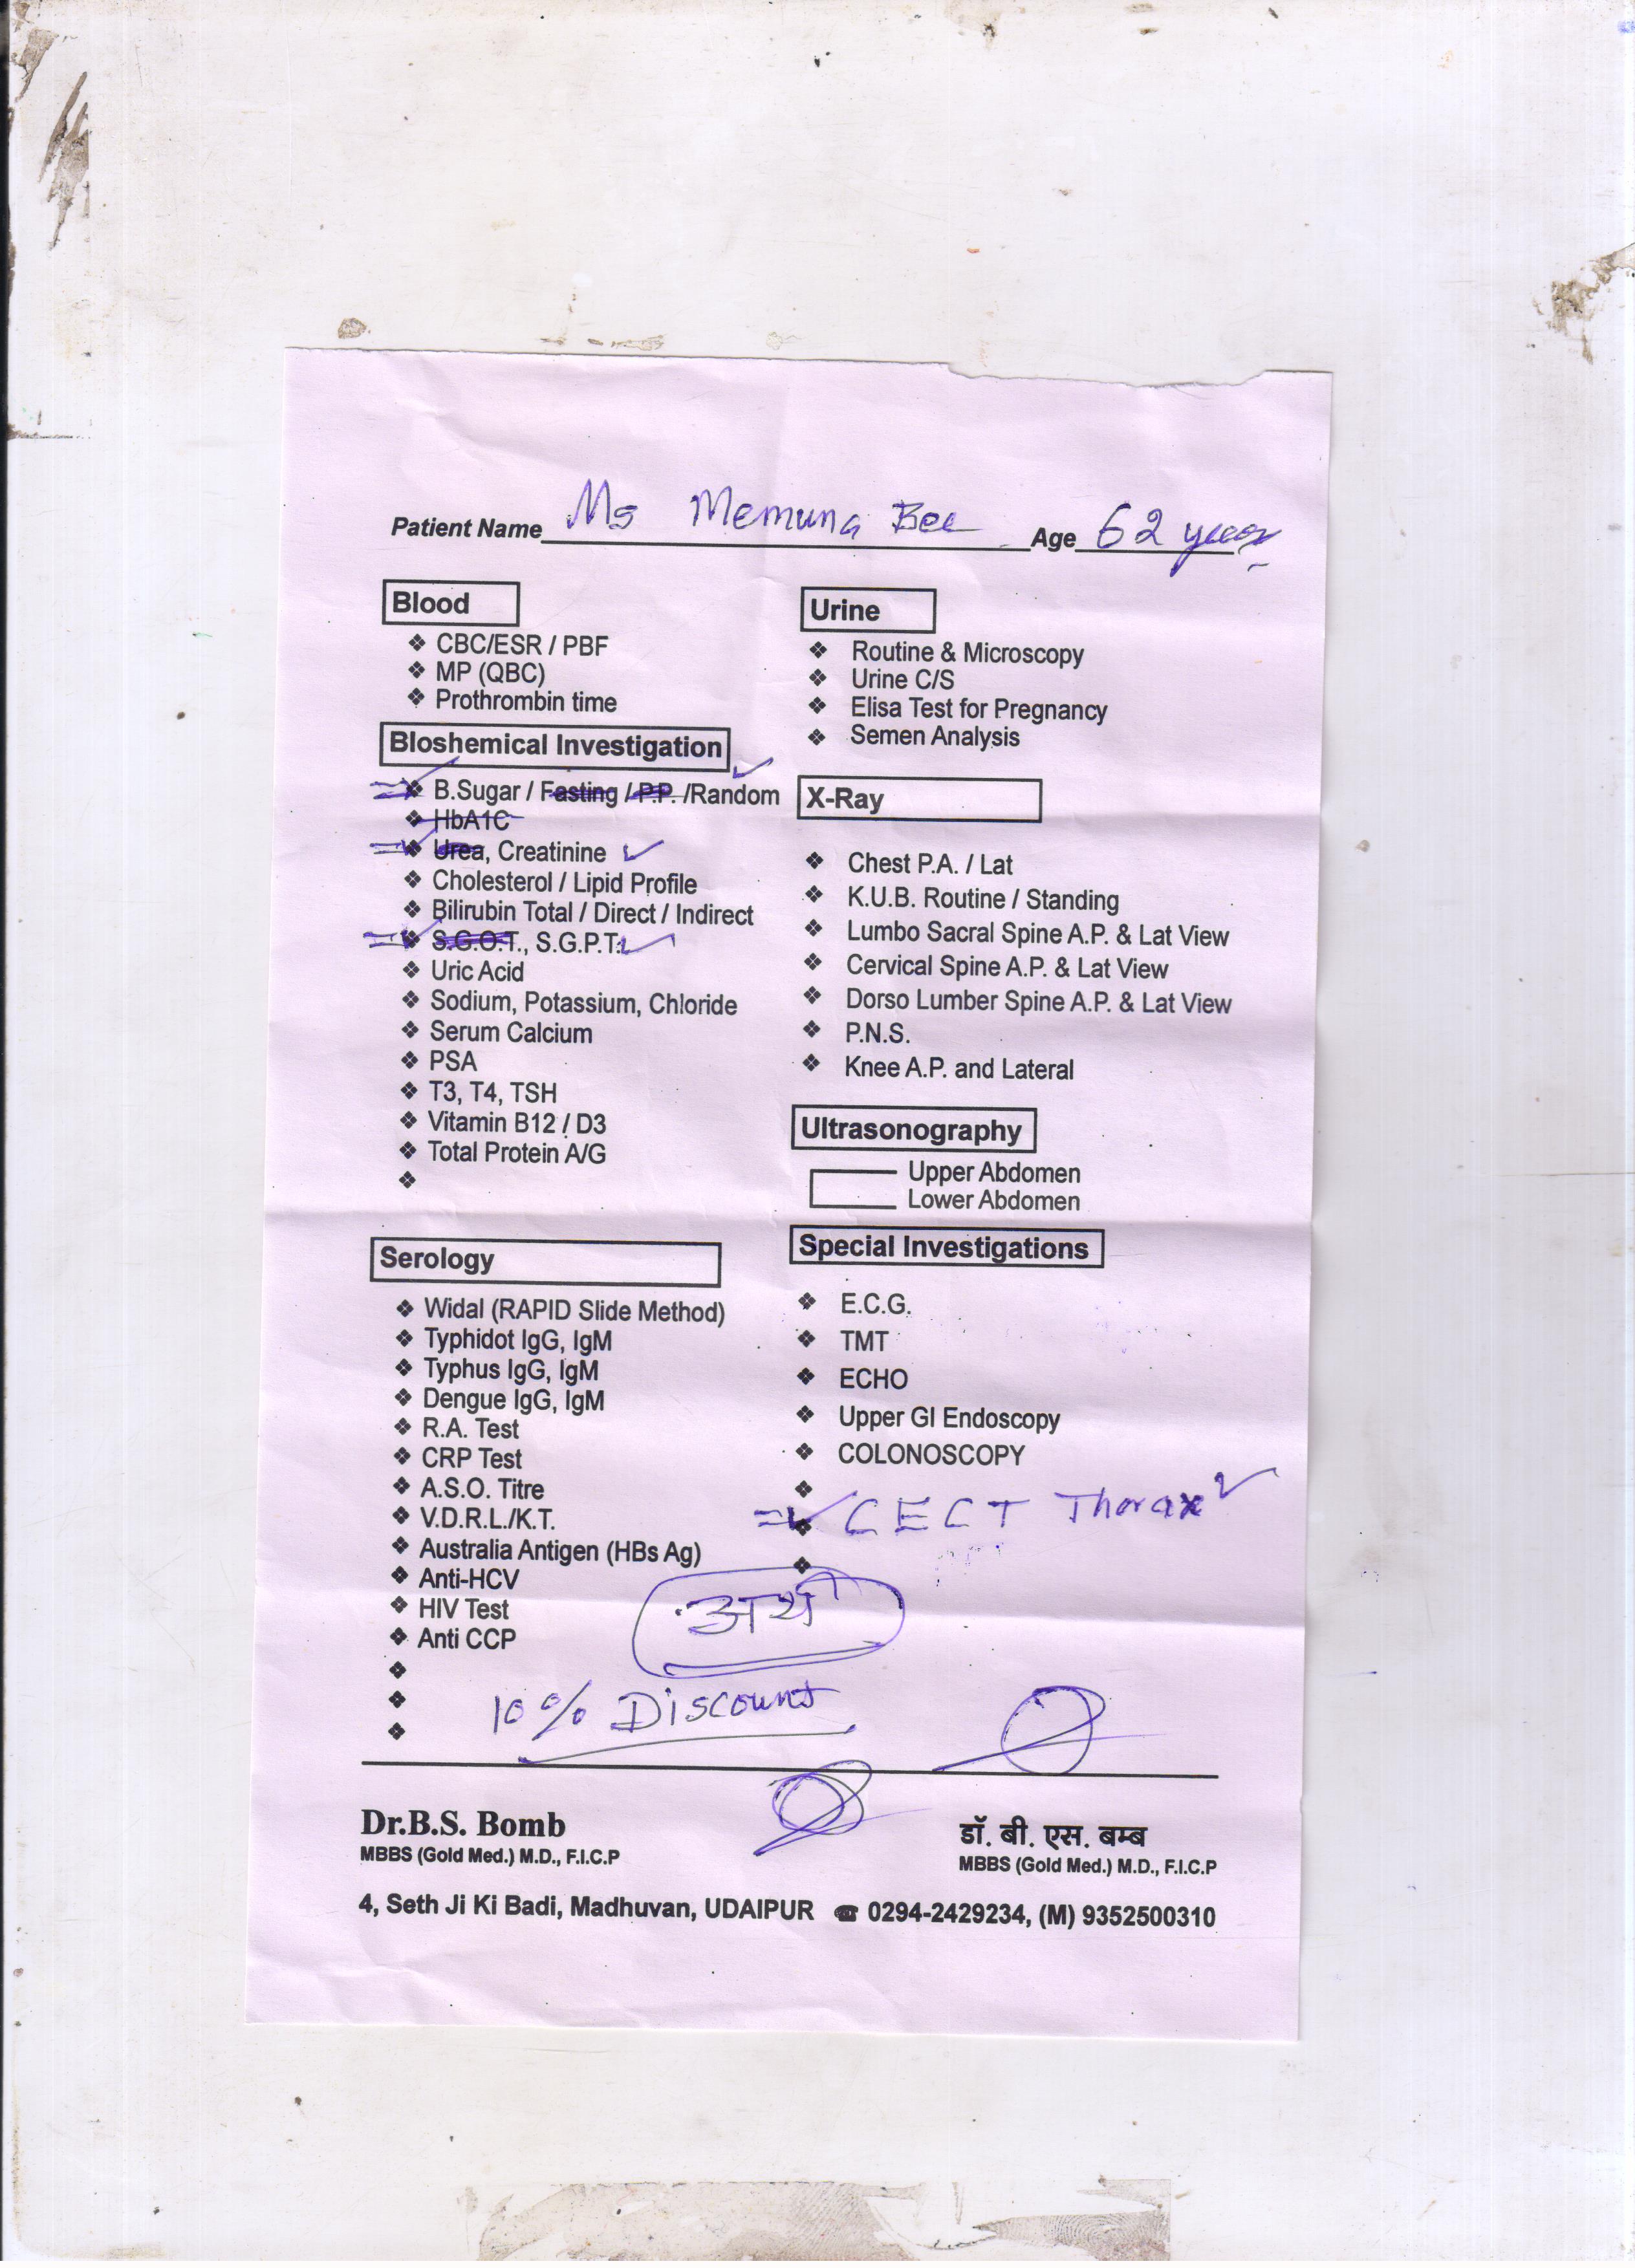 Patient Name Ms Memuna Bee Age 62 years
Blood
❖ CBC/ESR / PBF
❖ MP (QBC)
❖ Prothrombin time
Bloshemical Investigation
❖ B.Sugar / Fasting / P.P. /Random
❖ HbA1C
❖ Urea, Creatinine
❖ Cholesterol / Lipid Profile
❖ Bilirubin Total / Direct / Indirect
❖ S.G.O.T., S.G.P.T.
❖ Uric Acid
❖ Sodium, Potassium, Chloride
❖ Serum Calcium
❖ PSA
❖ T3, T4, TSH
❖ Vitamin B12 / D3
❖ Total Protein A/G
Serology
❖ Widal (RAPID Slide Method)
❖ Typhidot IgG, IgM
❖ Typhus IgG, IgM
❖ Dengue IgG, IgM
❖ R.A. Test
❖ CRP Test
❖ A.S.O. Titre
❖ V.D.R.L./K.T.
❖ Australia Antigen (HBs Ag)
❖ Anti-HCV
❖ HIV Test
❖ Anti CCP
Urine
❖ Routine & Microscopy
❖ Urine C/S
❖ Elisa Test for Pregnancy
❖ Semen Analysis
X-Ray
❖ Chest P.A. / Lat
❖ K.U.B. Routine / Standing
❖ Lumbo Sacral Spine A.P. & Lat View
❖ Cervical Spine A.P. & Lat View
❖ Dorso Lumber Spine A.P. & Lat View
❖ P.N.S.
❖ Knee A.P. and Lateral
Ultrasonography
Upper Abdomen
Lower Abdomen
Special Investigations
❖ E.C.G.
❖ TMT
❖ ECHO
❖ Upper GI Endoscopy
❖ COLONOSCOPY
❖ CECT Thorax
अर्थ
10% Discount
Dr.B.S. Bomb
MBBS (Gold Med.) M.D., F.I.C.P
डॉ. बी. एस. बम्ब
MBBS (Gold Med.) M.D., F.I.C.P
4, Seth Ji Ki Badi, Madhuvan, UDAIPUR ☎ 0294-2429234, (M) 9352500310